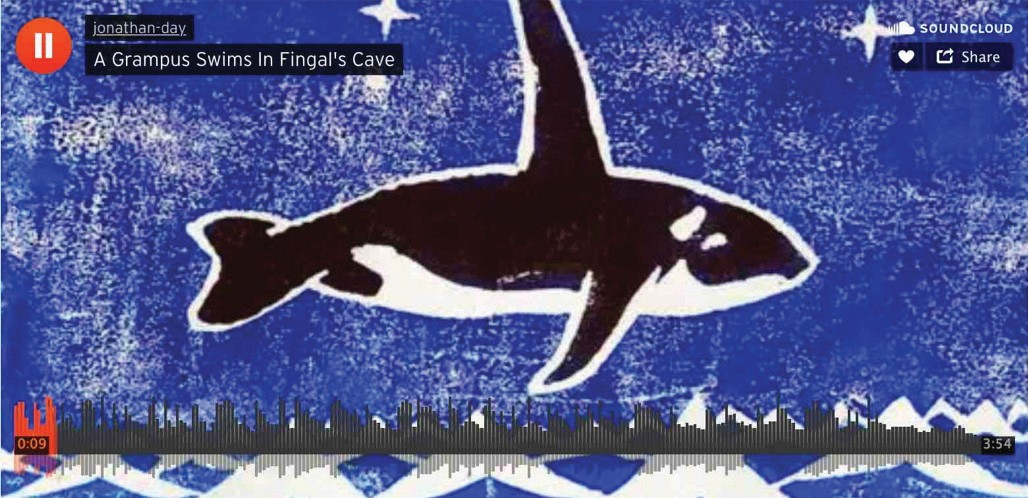 jonathan-day
A Grampus Swims In Fingal's Cave
SOUNDCLOUD
Share
0:09
3:54